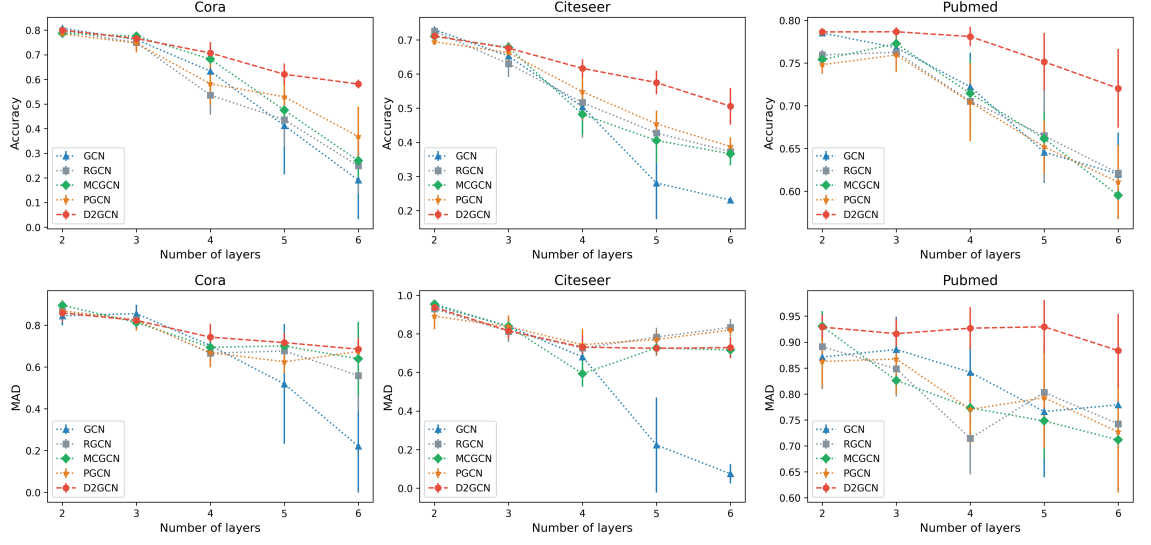 Cora
Accuracy
0.8
0.7
0.6
0.5
0.4
0.3
0.2
0.1
0.0
GCN
RGCN
MCGCN
PGCN
D2GCN
2 3 4 5 6
Number of layers
Citeseer
Accuracy
0.7
0.6
0.5
0.4
0.3
0.2
GCN
RGCN
MCGCN
PGCN
D2GCN
2 3 4 5 6
Number of layers
Pubmed
Accuracy
0.80
0.75
0.70
0.65
0.60
GCN
RGCN
MCGCN
PGCN
D2GCN
2 3 4 5 6
Number of layers
Cora
MAD
0.8
0.6
0.4
0.2
0.0
GCN
RGCN
MCGCN
PGCN
D2GCN
2 3 4 5 6
Number of layers
Citeseer
MAD
1.0
0.8
0.6
0.4
0.2
0.0
GCN
RGCN
MCGCN
PGCN
D2GCN
2 3 4 5 6
Number of layers
Pubmed
MAD
0.95
0.90
0.85
0.80
0.75
0.70
0.65
0.60
GCN
RGCN
MCGCN
PGCN
D2GCN
2 3 4 5 6
Number of layers